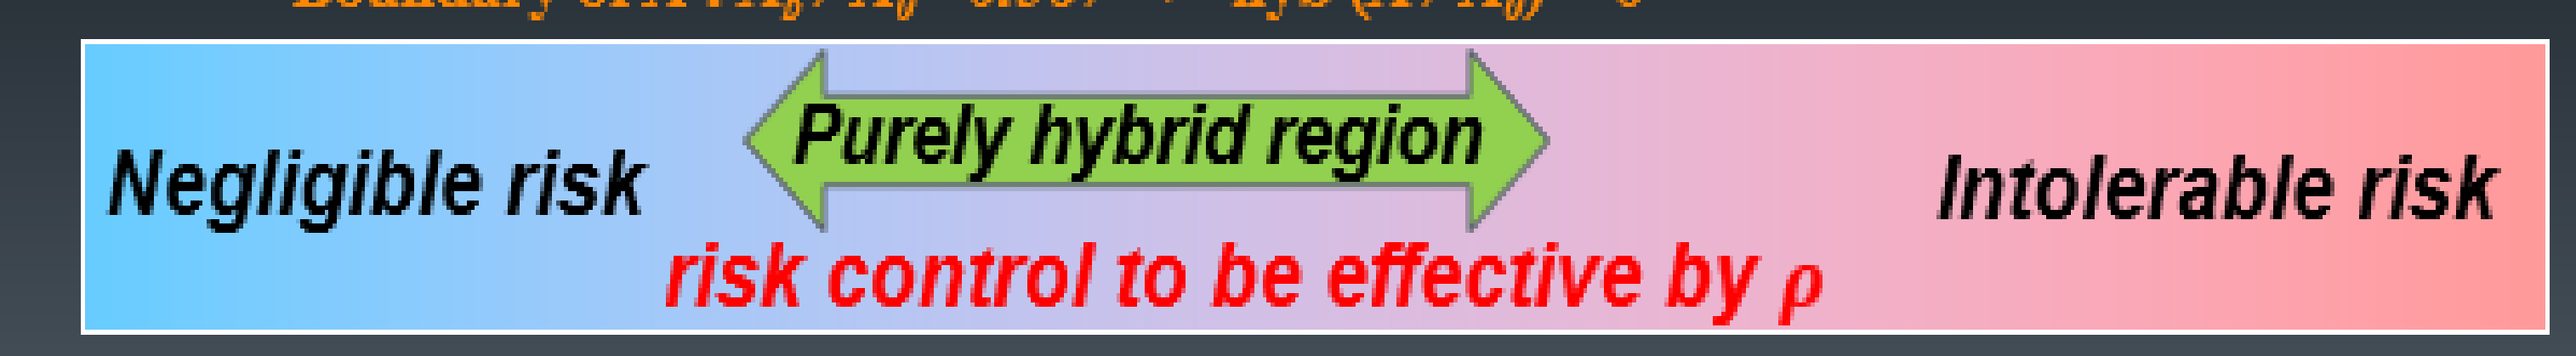 Purely hybrid region
Negligible risk
Intolerable risk
risk control to be effective by ρ